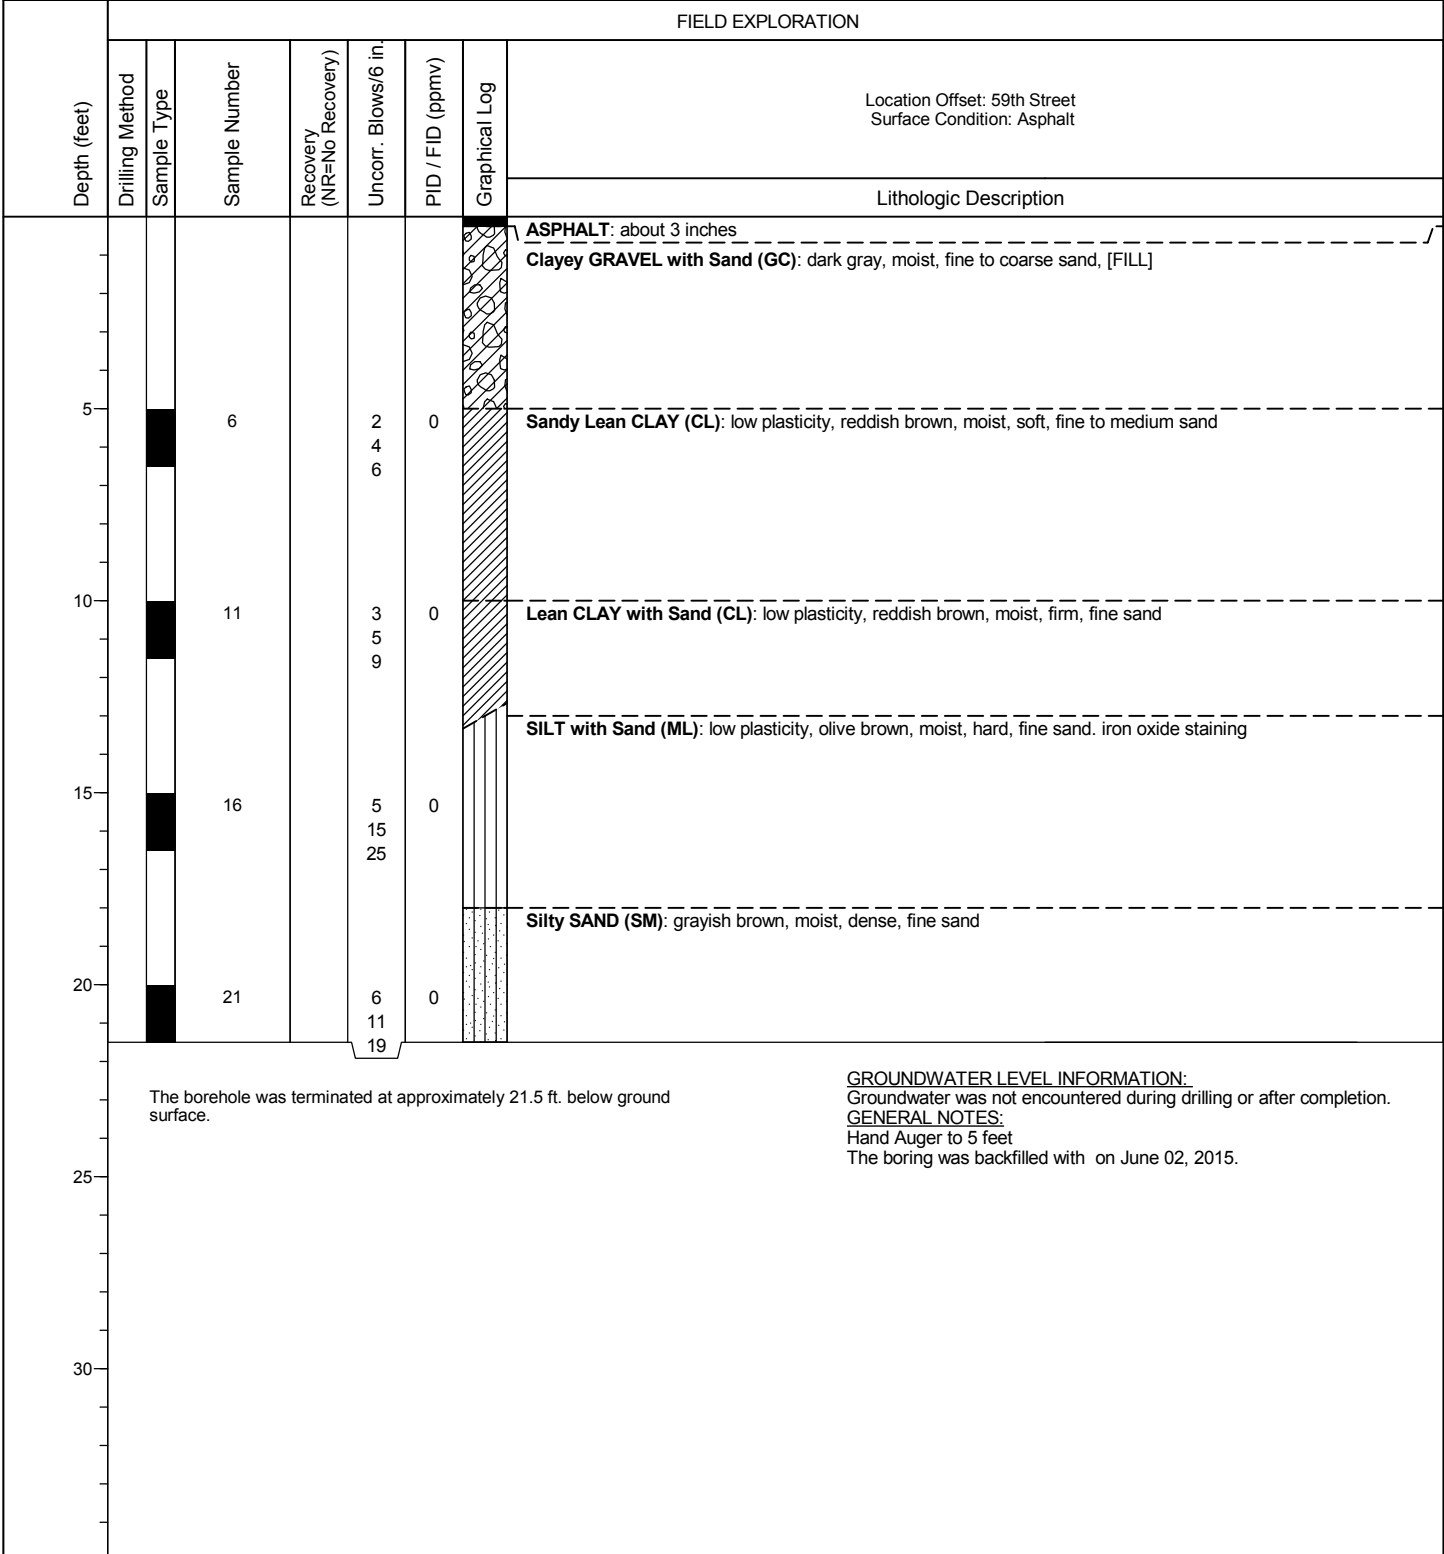 FIELD EXPLORATION
Depth (feet)
Drilling Method
Sample Type
Sample Number
Recovery
(NR=No Recovery)
Uncorr. Blows/6 in.
PID / FID (ppmv)
Graphical Log
Location Offset: 59th Street
Surface Condition: Asphalt
Lithologic Description
ASPHALT: about 3 inches
Clayey GRAVEL with Sand (GC): dark gray, moist, fine to coarse sand, [FILL]
5
6 2 0 Sandy Lean CLAY (CL): low plasticity, reddish brown, moist, soft, fine to medium sand
4
6
10
11 3 0 Lean CLAY with Sand (CL): low plasticity, reddish brown, moist, firm, fine sand
5
9
SILT with Sand (ML): low plasticity, olive brown, moist, hard, fine sand. iron oxide staining
15
16 5 0
15
25
Silty SAND (SM): grayish brown, moist, dense, fine sand
20
21 6 0
11
19
The borehole was terminated at approximately 21.5 ft. below ground
surface.
GROUNDWATER LEVEL INFORMATION:
Groundwater was not encountered during drilling or after completion.
GENERAL NOTES:
Hand Auger to 5 feet
The boring was backfilled with  on June 02, 2015.
25
30